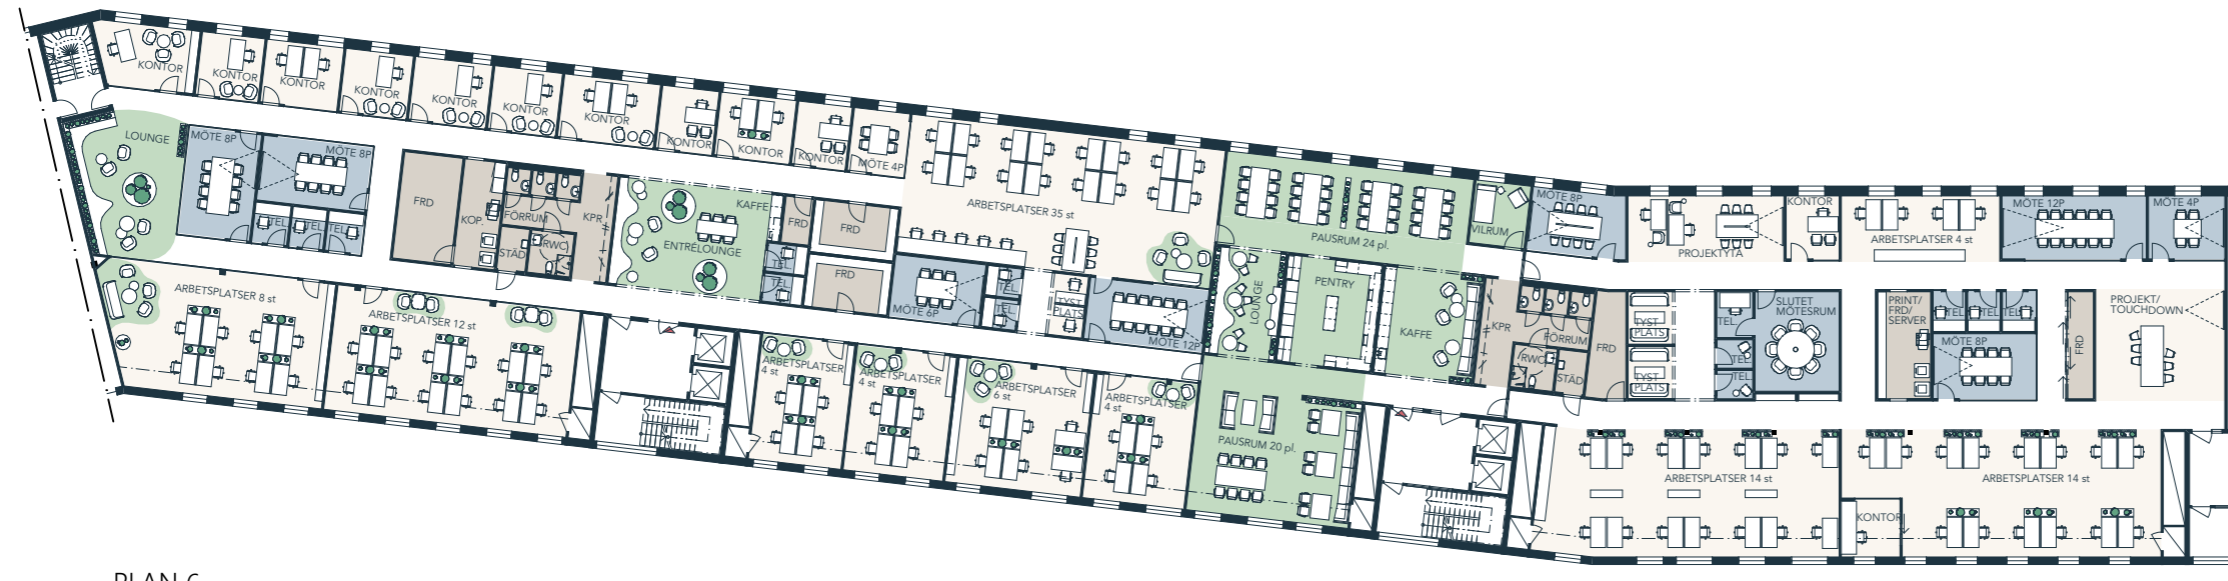 KONTOR
KONTOR
KONTOR
KONTOR
KONTOR
KONTOR
KONTOR
KONTOR
KONTOR
KONTOR
MÖTE 4P
LOUNGE
MÖTE 8P
MÖTE 8P
TEL
TEL
TEL
FRD
KOP.
FÖRRUM
STÄD
RWC
KPR
KAFFE
ENTRÉLOUNGE
FRD
FRD
TEL
TEL
FRD
ARBETSPLATSER 35 st
MÖTE 6P
TEL
TEL
TYST
PLATS
MÖTE 12P
PAUSRUM 24 pl.
VILRUM
LOUNGE
PENTRY
KAFFE
KPR
FÖRRUM
RWC
STÄD
FRD
MÖTE 8P
PROJEKTYTA
KONTOR
ARBETSPLATSER 4 st
MÖTE 12P
MÖTE 4P
TYST
PLATS
TYST
PLATS
TEL
TEL
TEL
SLUTET
MÖTESRUM
PRINT/
FRD/
SERVER
TEL
TEL
TEL
MÖTE 8P
FRD
PROJEKT/
TOUCHDOWN
ARBETSPLATSER 8 st
ARBETSPLATSER 12 st
ARBETSPLATSER
4 st
ARBETSPLATSER
4 st
ARBETSPLATSER
6 st
ARBETSPLATSER
4 st
PAUSRUM 20 pl.
ARBETSPLATSER 14 st
KONTOR
ARBETSPLATSER 14 st
PLAN 6